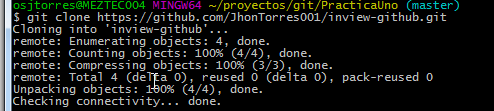 osjtorres@MEZTEC004 MINGW64 ~/proyectos/git/PracticaUno (master)
$ git clone https://github.com/JhonTorres001/inview-github.git
Cloning into 'inview-github'...
remote: Enumerating objects: 4, done.
remote: Counting objects: 100% (4/4), done.
remote: Compressing objects: 100% (3/3), done.
remote: Total 4 (delta 0), reused 0 (delta 0), pack-reused 0
Unpacking objects: 100% (4/4), done.
Checking connectivity... done.